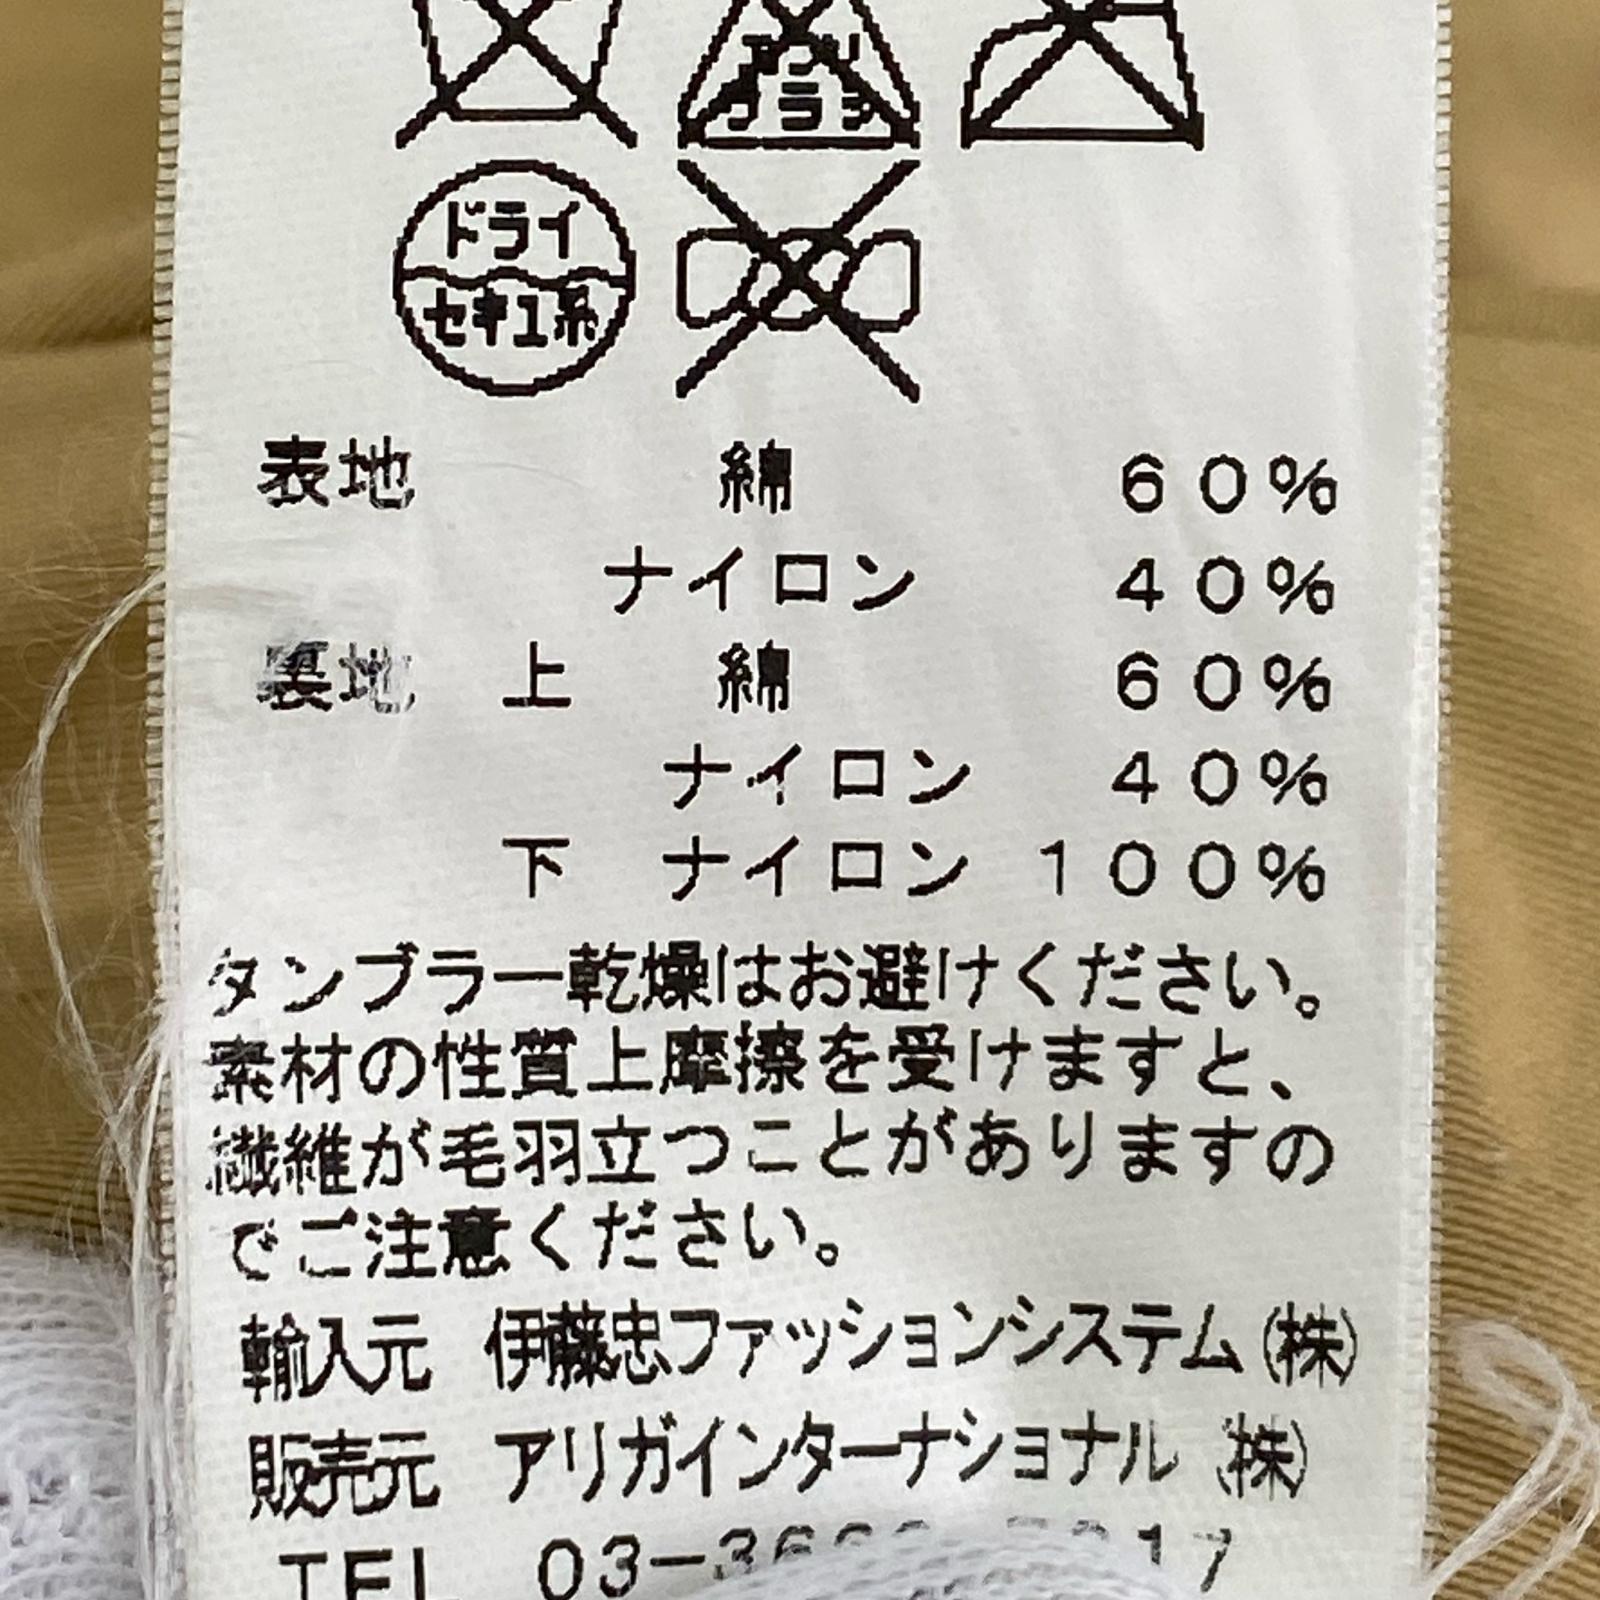 ドライ
セキユ系
表地 綿 60%
ナイロン 40%
裏地 上 綿 60%
ナイロン 40%
下 ナイロン 100%
タンブラー乾燥はお避けください。
素材の性質上摩擦を受けますと、
繊維が毛羽立つことがありますの
でご注意ください。
輸入元 伊藤忠ファッションシステム(株)
販売元 アリガインターナショナル (株)
TEL 03-